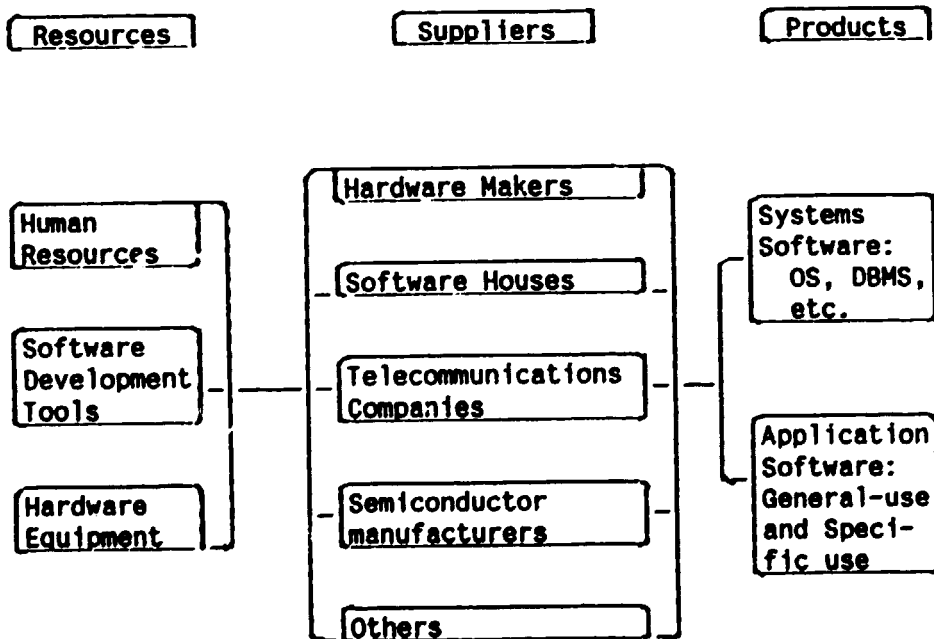 Resources
Suppliers
Products
Human
Resources
Software
Development
Tools
Hardware
Equipment
Hardware Makers
Software Houses
Telecommunications
Companies
Semiconductor
manufacturers
Others
Systems
Software:
OS, DBMS,
etc.
Application
Software:
General-use
and Speci-
fic use